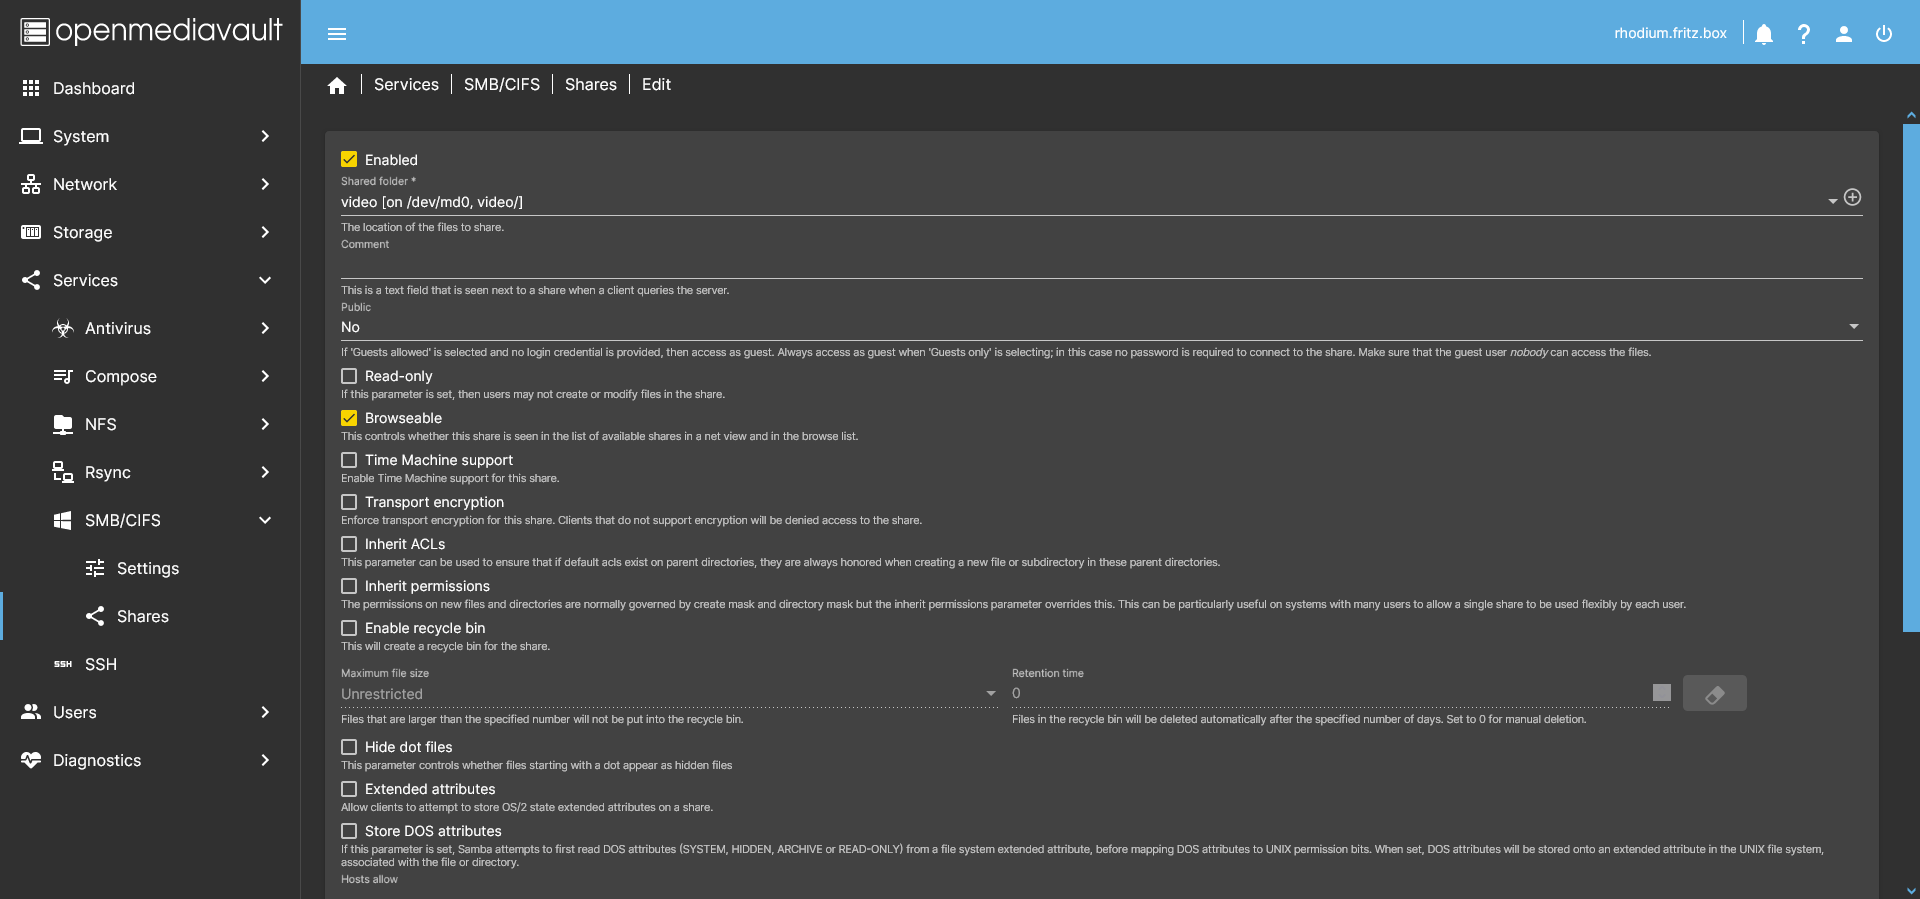 openmediavault
rhodium.fritz.box
Dashboard
System
Network
Storage
Services
Antivirus
Compose
NFS
Rsync
SMB/CIFS
Settings
Shares
SSH SSH
Users
Diagnostics
Services | SMB/CIFS | Shares | Edit
Enabled
Shared folder *
video [on /dev/md0, video/]
The location of the files to share.
Comment
This is a text field that is seen next to a share when a client queries the server.
Public
No
If 'Guests allowed' is selected and no login credential is provided, then access as guest. Always access as guest when 'Guests only' is selecting; in this case no password is required to connect to the share. Make sure that the guest user nobody can access the files.
Read-only
If this parameter is set, then users may not create or modify files in the share.
Browseable
This controls whether this share is seen in the list of available shares in a net view and in the browse list.
Time Machine support
Enable Time Machine support for this share.
Transport encryption
Enforce transport encryption for this share. Clients that do not support encryption will be denied access to the share.
Inherit ACLs
This parameter can be used to ensure that if default acls exist on parent directories, they are always honored when creating a new file or subdirectory in these parent directories.
Inherit permissions
The permissions on new files and directories are normally governed by create mask and directory mask but the inherit permissions parameter overrides this. This can be particularly useful on systems with many users to allow a single share to be used flexibly by each user.
Enable recycle bin
This will create a recycle bin for the share.
Maximum file size
Unrestricted
Files that are larger than the specified number will not be put into the recycle bin.
Retention time
0
Files in the recycle bin will be deleted automatically after the specified number of days. Set to 0 for manual deletion.
Hide dot files
This parameter controls whether files starting with a dot appear as hidden files
Extended attributes
Allow clients to attempt to store OS/2 state extended attributes on a share.
Store DOS attributes
If this parameter is set, Samba attempts to first read DOS attributes (SYSTEM, HIDDEN, ARCHIVE or READ-ONLY) from a file system extended attribute, before mapping DOS attributes to UNIX permission bits. When set, DOS attributes will be stored onto an extended attribute in the UNIX file system,
associated with the file or directory.
Hosts allow